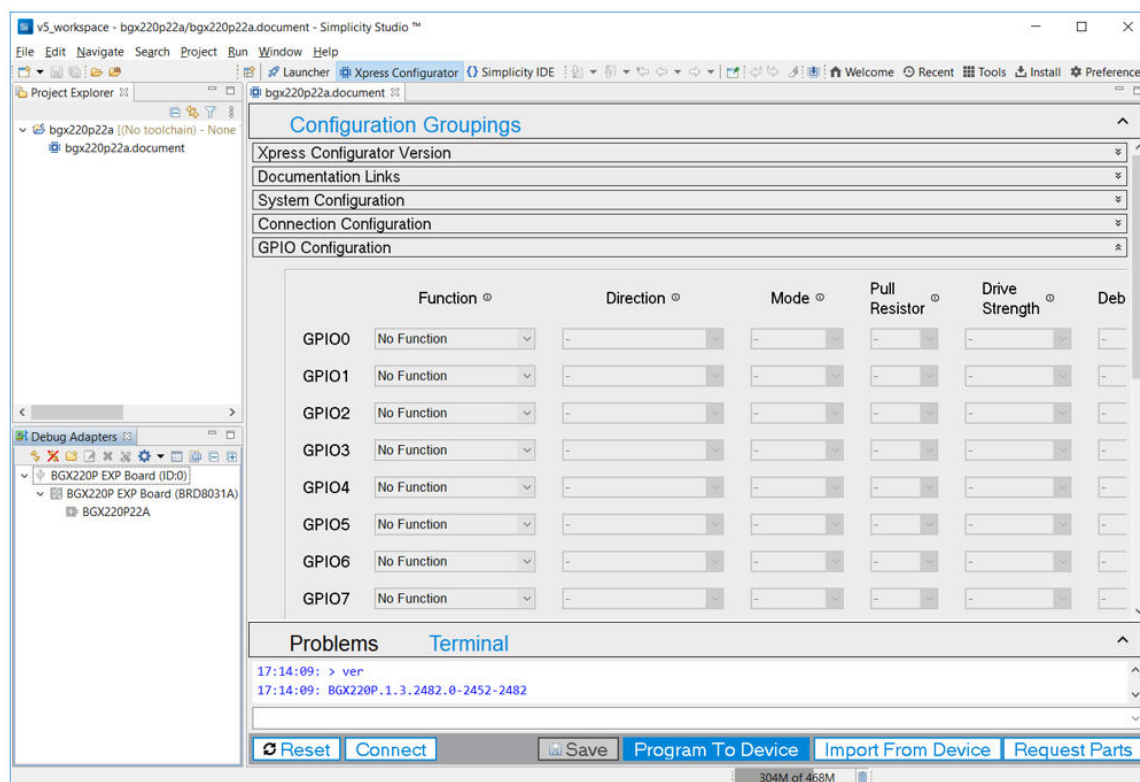 v5_workspace - bgx220p22a/bgx220p22a.document - Simplicity Studio ™
File Edit Navigate Search Project Run Window Help
Launcher Xpress Configurator {} Simplicity IDE Welcome Recent Tools Install Preference
Project Explorer
bgx220p22a [(No toolchain) - None
bgx220p22a.document
bgx220p22a.document
Configuration Groupings
Xpress Configurator Version
Documentation Links
System Configuration
Connection Configuration
GPIO Configuration
Function Direction Mode Pull Resistor Drive Strength Deb
GPIO0 No Function - - - - -
GPIO1 No Function - - - - -
GPIO2 No Function - - - - -
GPIO3 No Function - - - - -
GPIO4 No Function - - - - -
GPIO5 No Function - - - - -
GPIO6 No Function - - - - -
GPIO7 No Function - - - - -
Debug Adapters
BGX220P EXP Board (ID:0)
BGX220P EXP Board (BRD8031A)
BGX220P22A
Problems Terminal
17:14:09: > ver
17:14:09: BGX220P.1.3.2482.0-2452-2482
Reset Connect Save Program To Device Import From Device Request Parts
304M of 468M